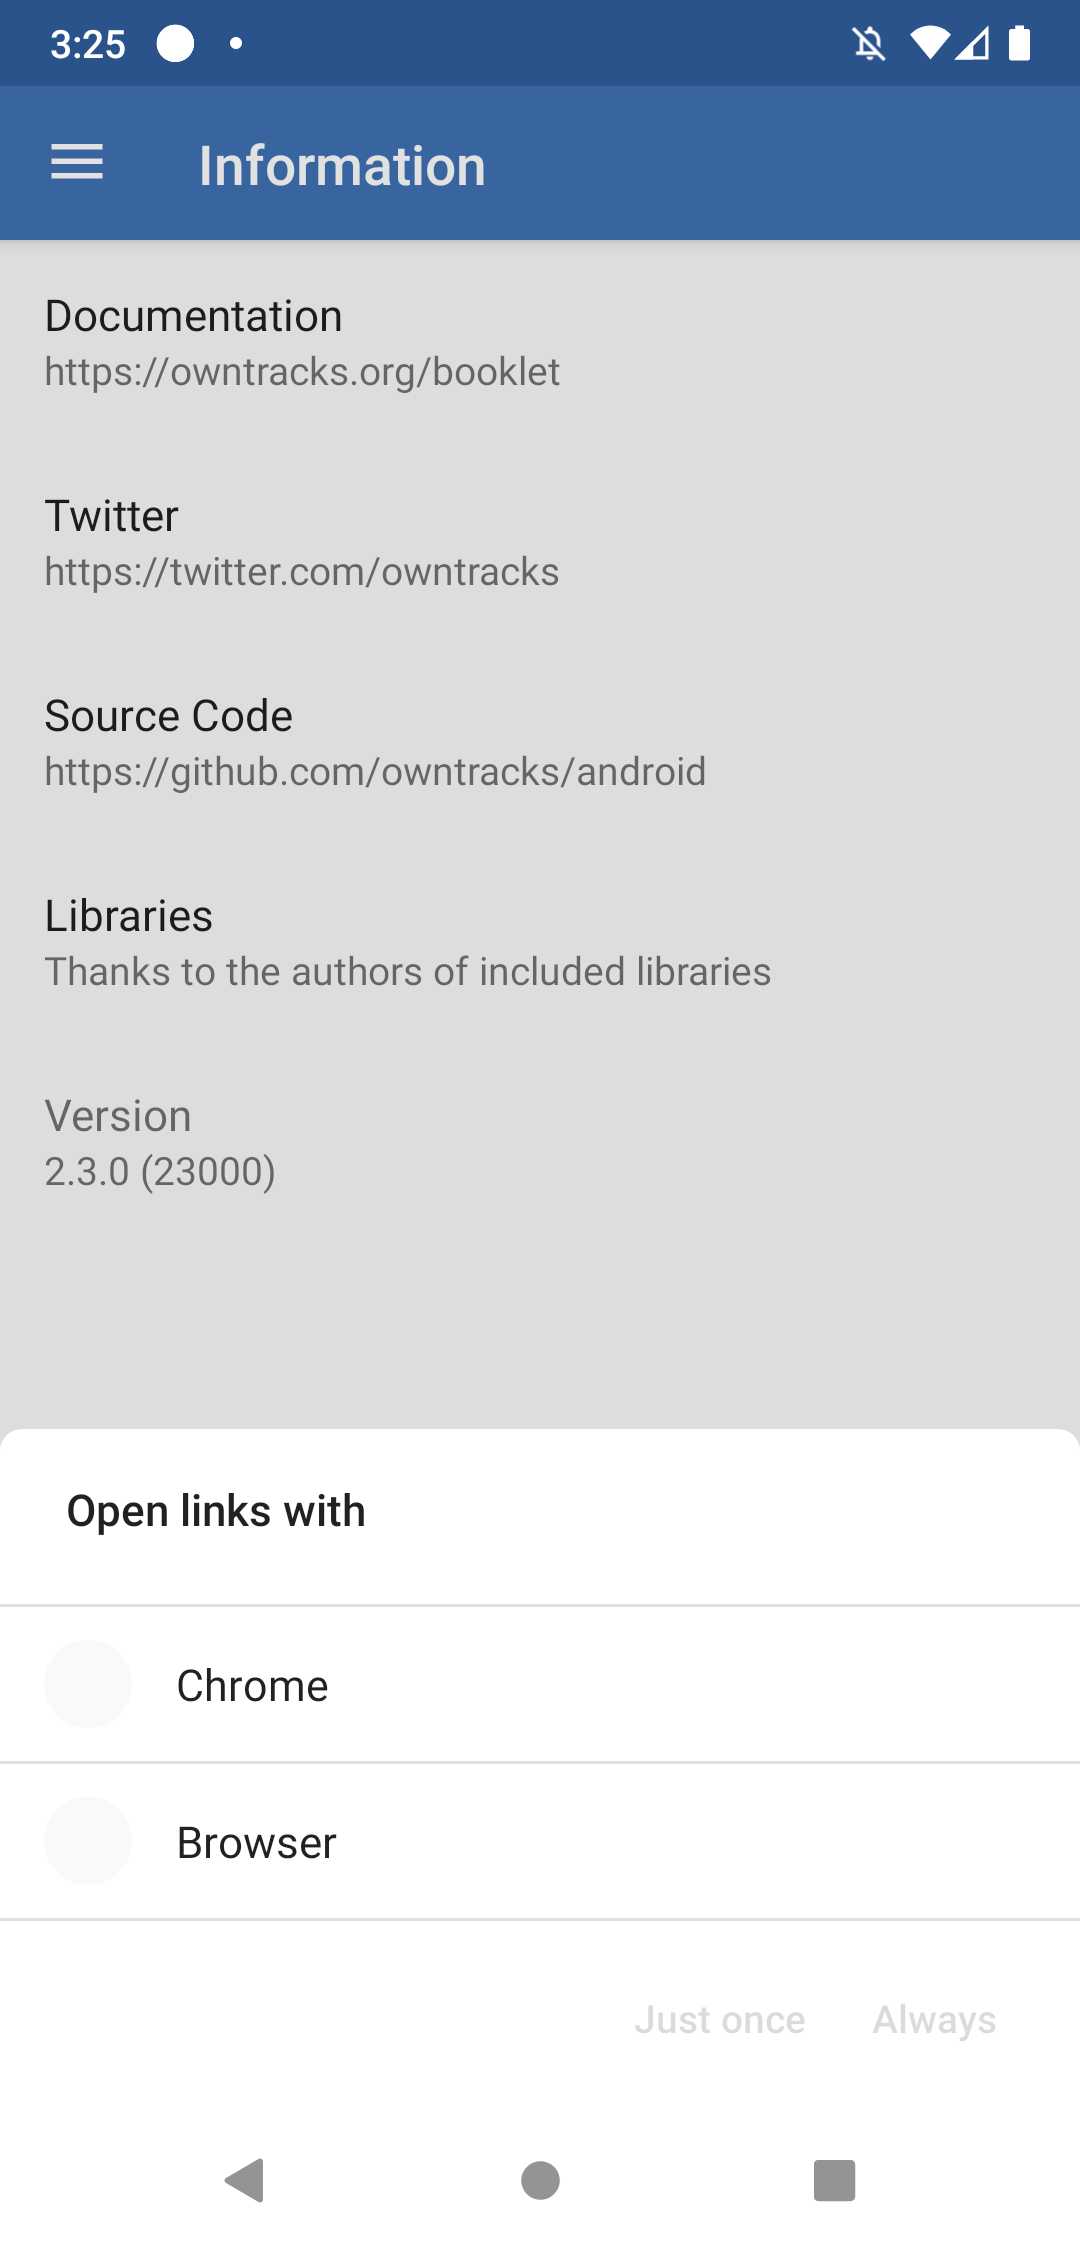 3:25
Information
Documentation
https://owntracks.org/booklet
Twitter
https://twitter.com/owntracks
Source Code
https://github.com/owntracks/android
Libraries
Thanks to the authors of included libraries
Version
2.3.0 (23000)
Open links with
Chrome
Browser
Just once Always